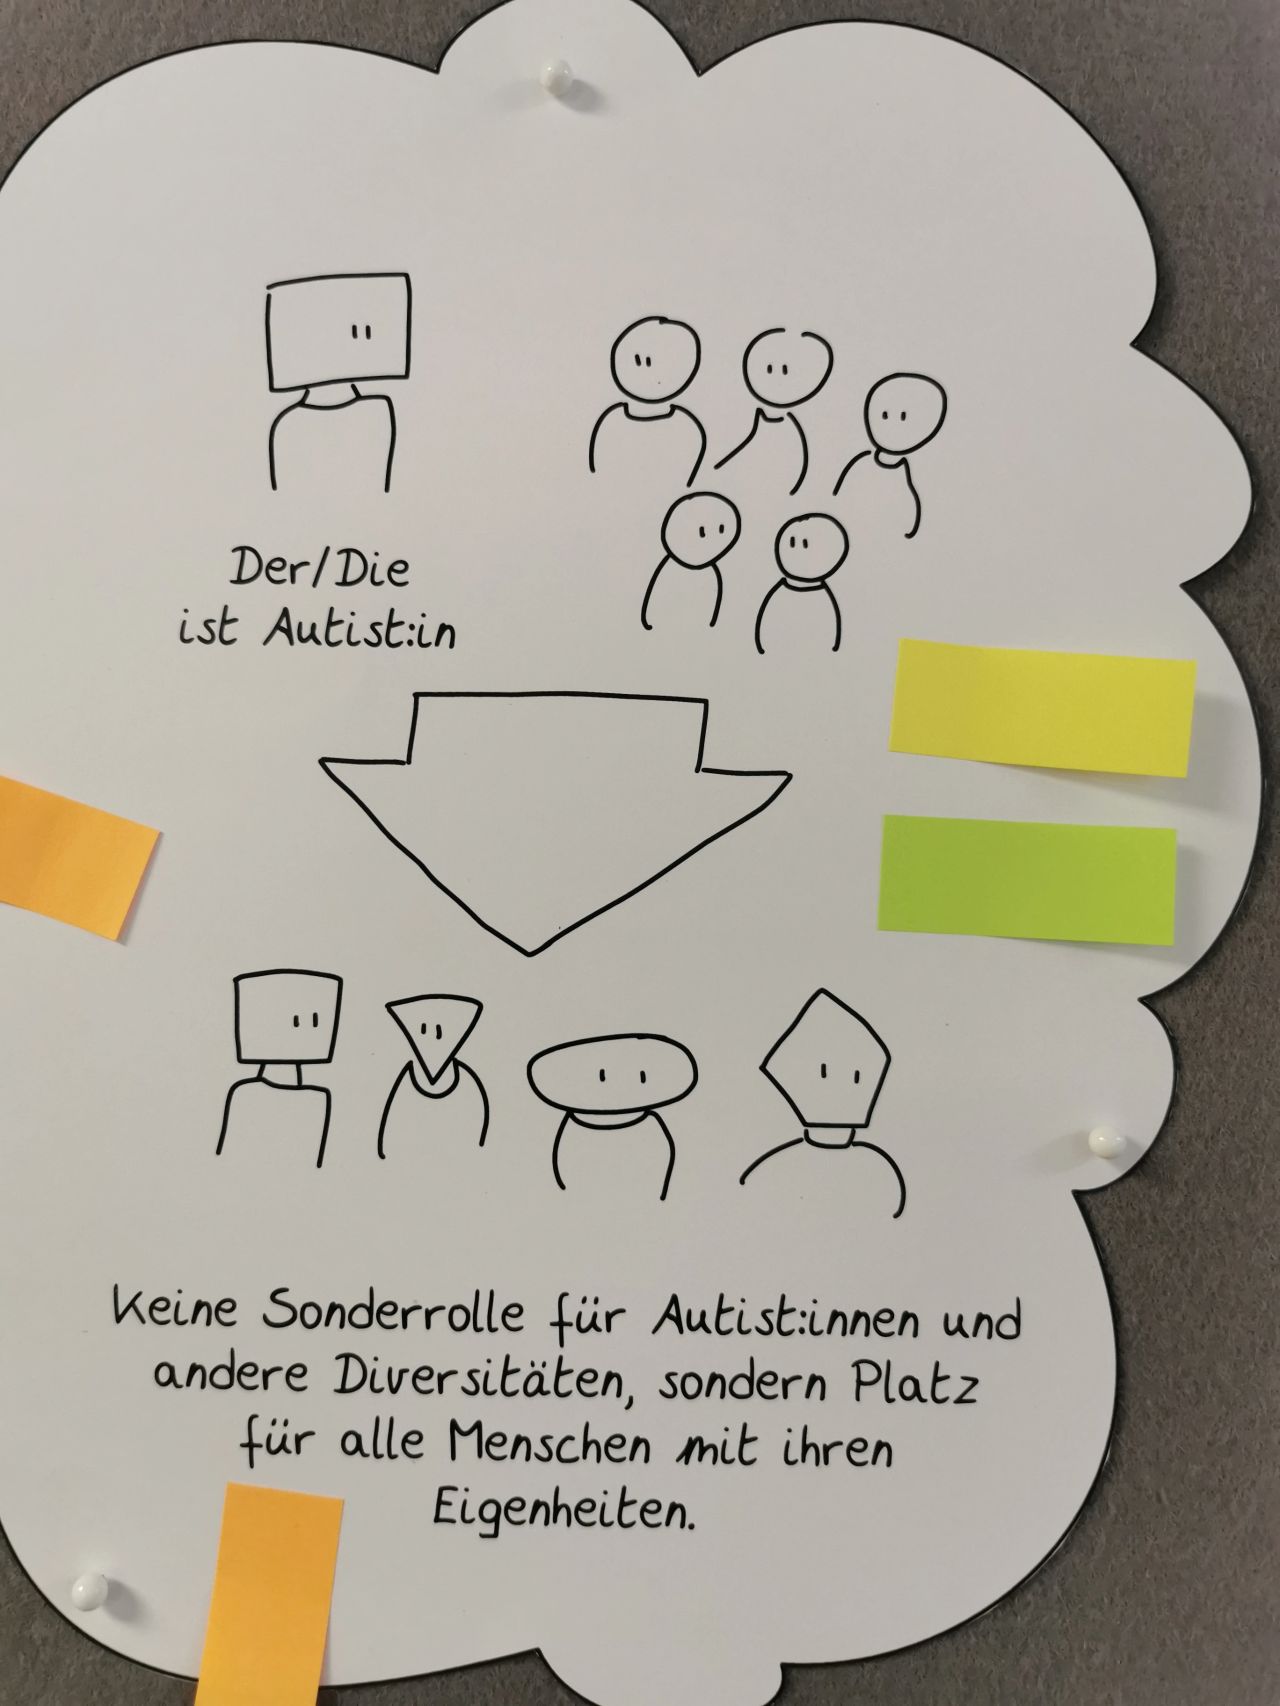 Der/Die
ist Autist:in
Keine Sonderrolle für Autist:innen und
andere Diversitäten, sondern Platz
für alle Menschen mit ihren
Eigenheiten.